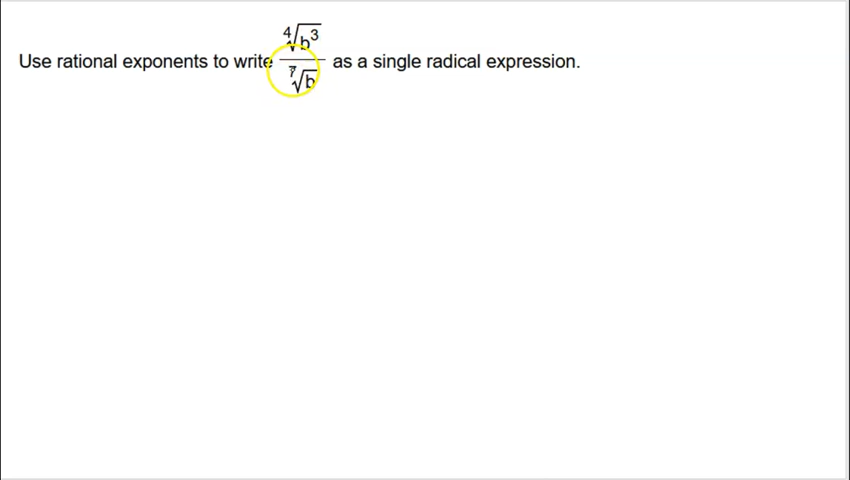 Use rational exponents to write ⁴√b³ / ⁷√b as a single radical expression.